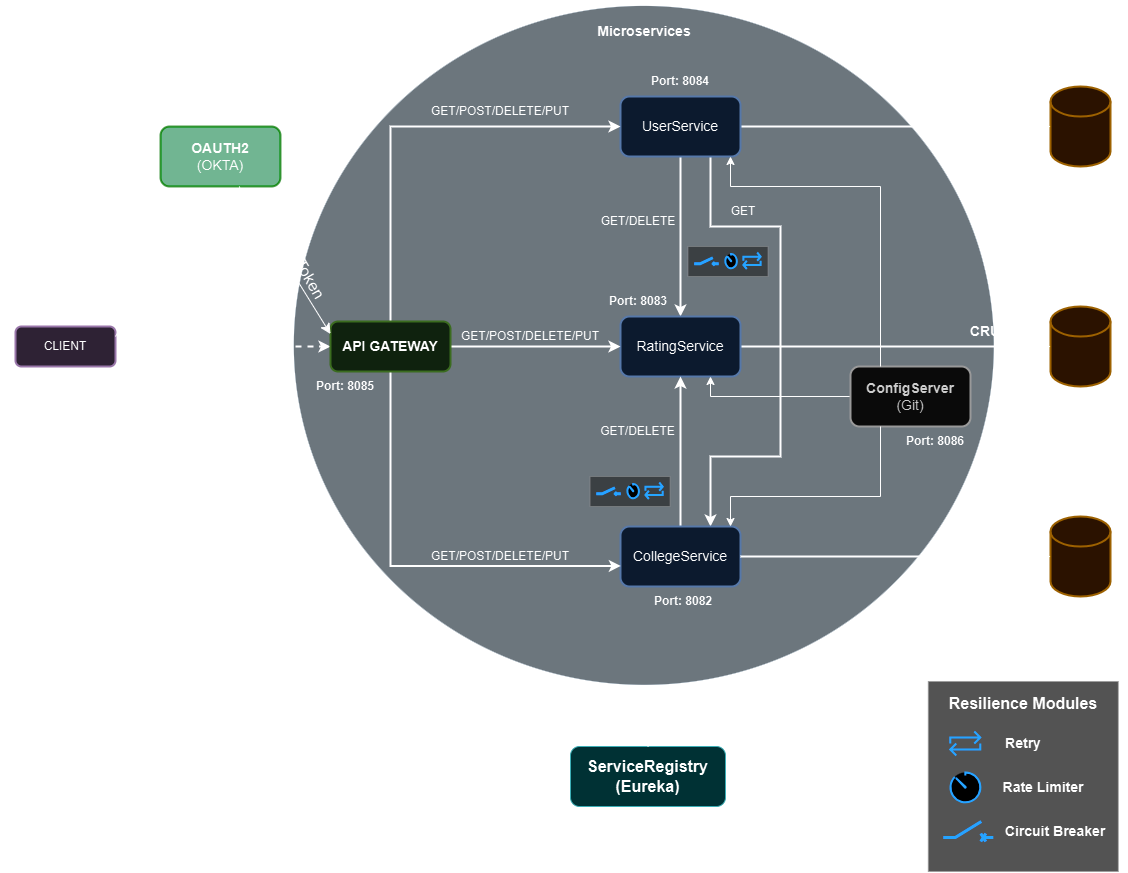 Microservices
Port: 8084
GET/POST/DELETE/PUT
UserService
OAUTH2
(OKTA)
GET/DELETE
GET
Token
Port: 8083
CLIENT
API GATEWAY
GET/POST/DELETE/PUT
RatingService
CRU
Port: 8085
ConfigServer
(Git)
GET/DELETE
Port: 8086
GET/POST/DELETE/PUT
CollegeService
Port: 8082
ServiceRegistry
(Eureka)
Resilience Modules
Retry
Rate Limiter
Circuit Breaker